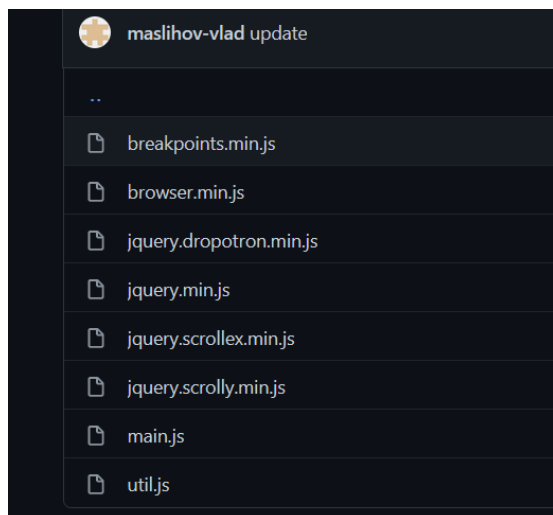 maslihov-vlad update
..
breakpoints.min.js
browser.min.js
jquery.dropotron.min.js
jquery.min.js
jquery.scrollex.min.js
jquery.scrolly.min.js
main.js
util.js